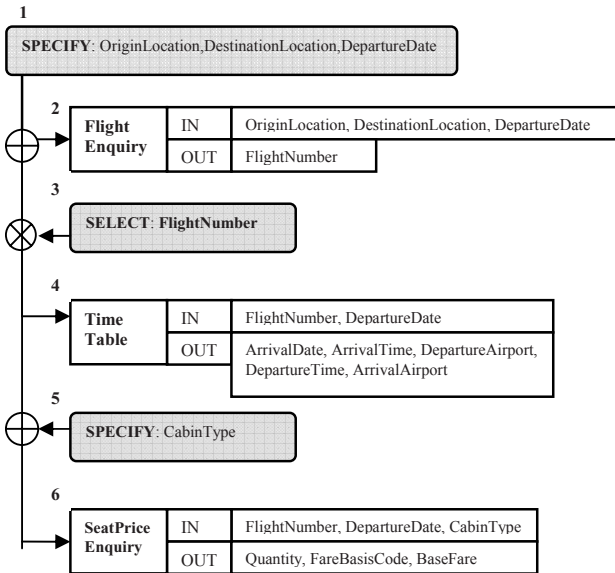 1
SPECIFY: OriginLocation,DestinationLocation,DepartureDate
2
Flight Enquiry
IN
OriginLocation, DestinationLocation, DepartureDate
OUT
FlightNumber
3
SELECT: FlightNumber
4
Time Table
IN
FlightNumber, DepartureDate
OUT
ArrivalDate, ArrivalTime, DepartureAirport,
DepartureTime, ArrivalAirport
5
SPECIFY: CabinType
6
SeatPrice Enquiry
IN
FlightNumber, DepartureDate, CabinType
OUT
Quantity, FareBasisCode, BaseFare